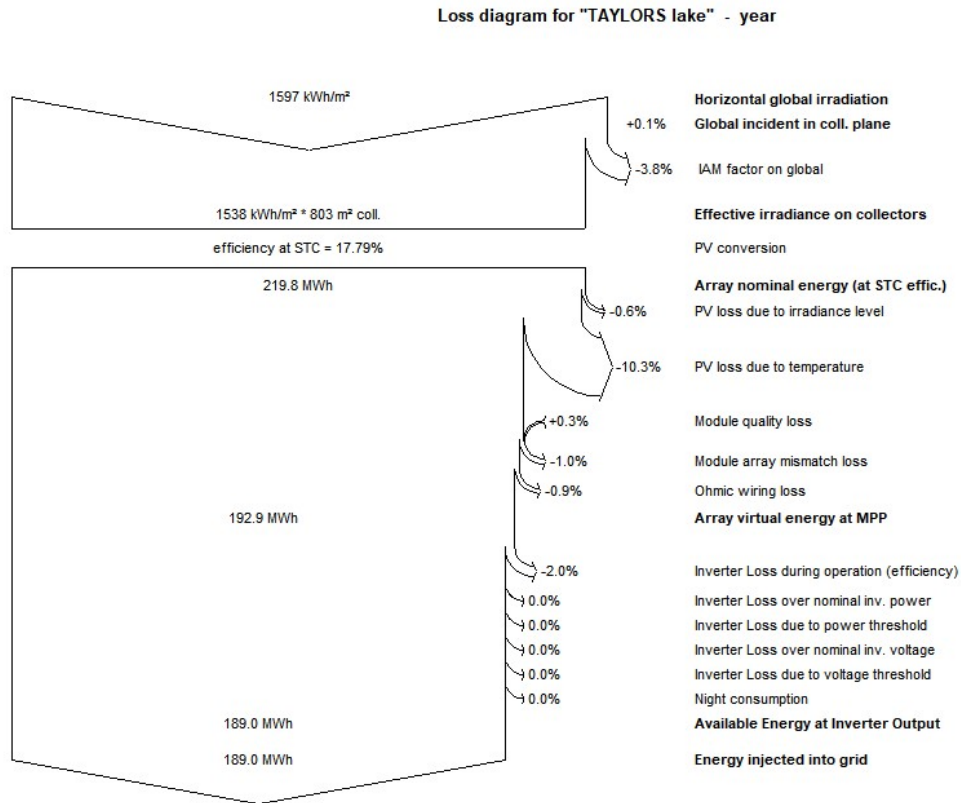 Loss diagram for "TAYLORS lake" - year
1597 kWh/m² Horizontal global irradiation
+0.1% Global incident in coll. plane
-3.8% IAM factor on global
1538 kWh/m² * 803 m² coll. Effective irradiance on collectors
efficiency at STC = 17.79% PV conversion
219.8 MWh Array nominal energy (at STC effic.)
-0.6% PV loss due to irradiance level
-10.3% PV loss due to temperature
+0.3% Module quality loss
-1.0% Module array mismatch loss
-0.9% Ohmic wiring loss
192.9 MWh Array virtual energy at MPP
-2.0% Inverter Loss during operation (efficiency)
0.0% Inverter Loss over nominal inv. power
0.0% Inverter Loss due to power threshold
0.0% Inverter Loss over nominal inv. voltage
0.0% Inverter Loss due to voltage threshold
0.0% Night consumption
189.0 MWh Available Energy at Inverter Output
189.0 MWh Energy injected into grid